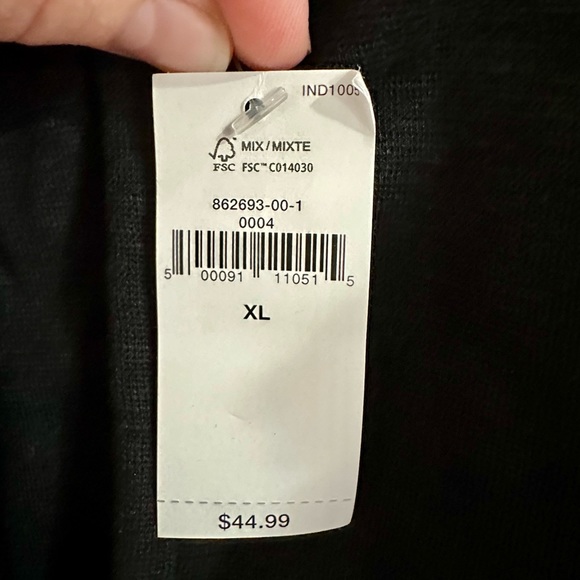 IND1005
MIX / MIXTE
FSC FSC™ C014030
862693-00-1
0004
5 00091 11051 5
XL
$44.99